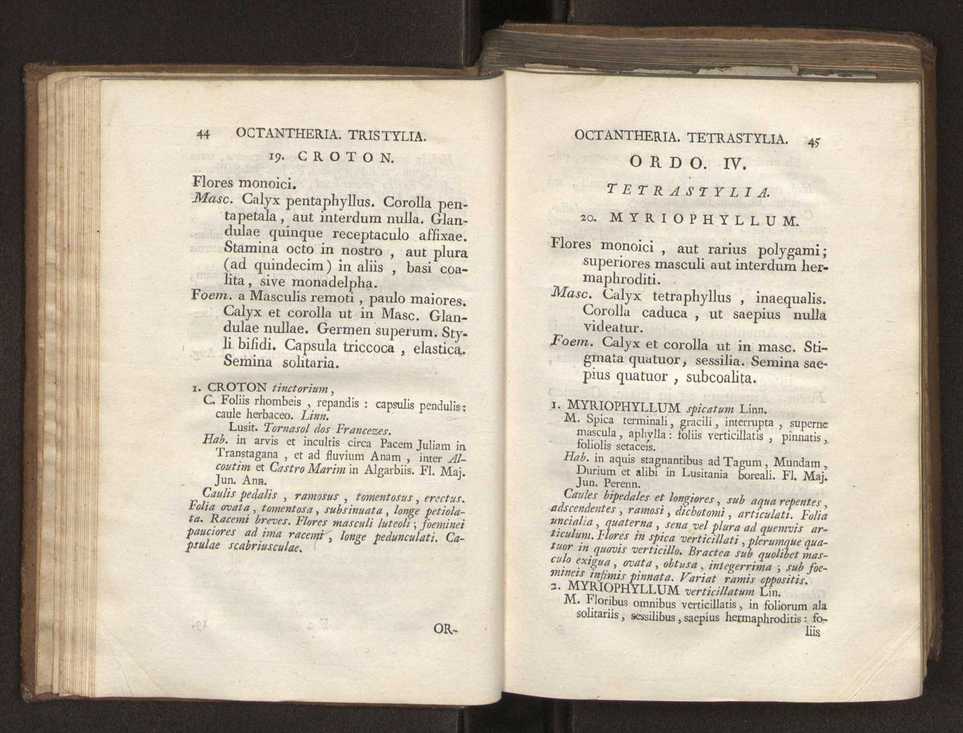 44 OCTANTHERIA. TRISTYLIA.
19. CROTON.
Flores monoici.
Masc. Calyx pentaphyllus. Corolla pen-
tapetala, aut interdum nulla. Glan-
dulae quinque receptaculo affixae.
Stamina octo in nostro, aut plura
(ad quindecim) in aliis, basi coa-
lita, sive monadelpha.
Foem. a Masculis remoti, paulo maiores.
Calyx et corolla ut in Masc. Glan-
dulae nullae. Germen superum. Sty-
li bifidi. Capsula triccoca, elastica.
Semina solitaria.
1. CROTON tinctorium,
C. Foliis rhombeis, repandis: capsulis pendulis:
caule herbaceo. Linn.
Lusit. Tornasol dos Francezes.
Hab. in arvis et incultis circa Pacem Juliam in
Transtagana, et ad fluvium Anam, inter Al-
coutim et Castro Marim in Algarbiis. Fl. Maj.
Jun. Ann.
Caulis pedalis, ramosus, tomentosus, erectus.
Folia ovata, tomentosa, subsinuata, longe petiola-
ta. Racemi breves. Flores masculi luteoli; foeminei
pauciores ad ima racemi, longe pedunculati. Ca-
psulae scabriusculae.
OR-
OCTANTHERIA. TETRASTYLIA. 45
ORDO. IV.
TETRASTYLIA.
20. MYRIOPHYLLUM.
Flores monoici, aut rarius polygami;
superiores masculi aut interdum her-
maphroditi.
Masc. Calyx tetraphyllus, inaequalis.
Corolla caduca, ut saepius nulla
videatur.
Foem. Calyx et corolla ut in masc. Sti-
gmata quatuor, sessilia. Semina sae-
pius quatuor, subcoalita.
1. MYRIOPHYLLUM spicatum Linn.
M. Spica terminali, gracili, interrupta, superne
mascula, aphylla: foliis verticillatis, pinnatis,
foliolis setaceis.
Hab. in aquis stagnantibus ad Tagum, Mundam,
Durium et alibi in Lusitania boreali. Fl. Maj.
Jun. Perenn.
Caules bipedales et longiores, sub aqua repentes,
adscendentes, ramosi, dichotomi, articulati. Folia
uncialia, quaterna, sena vel plura ad quemvis ar-
ticulum. Flores in spica verticillati, plerumque qua-
tuor in quovis verticillo. Bractea sub quolibet mas-
culo exigua, ovata, obtusa, integerrima; sub foe-
mineis infimis pinnata. Variat ramis oppositis.
2. MYRIOPHYLLUM verticillatum Lin.
M. Floribus omnibus verticillatis, in foliorum ala
solitariis, sessilibus, saepius hermaphroditis: fo-
liis